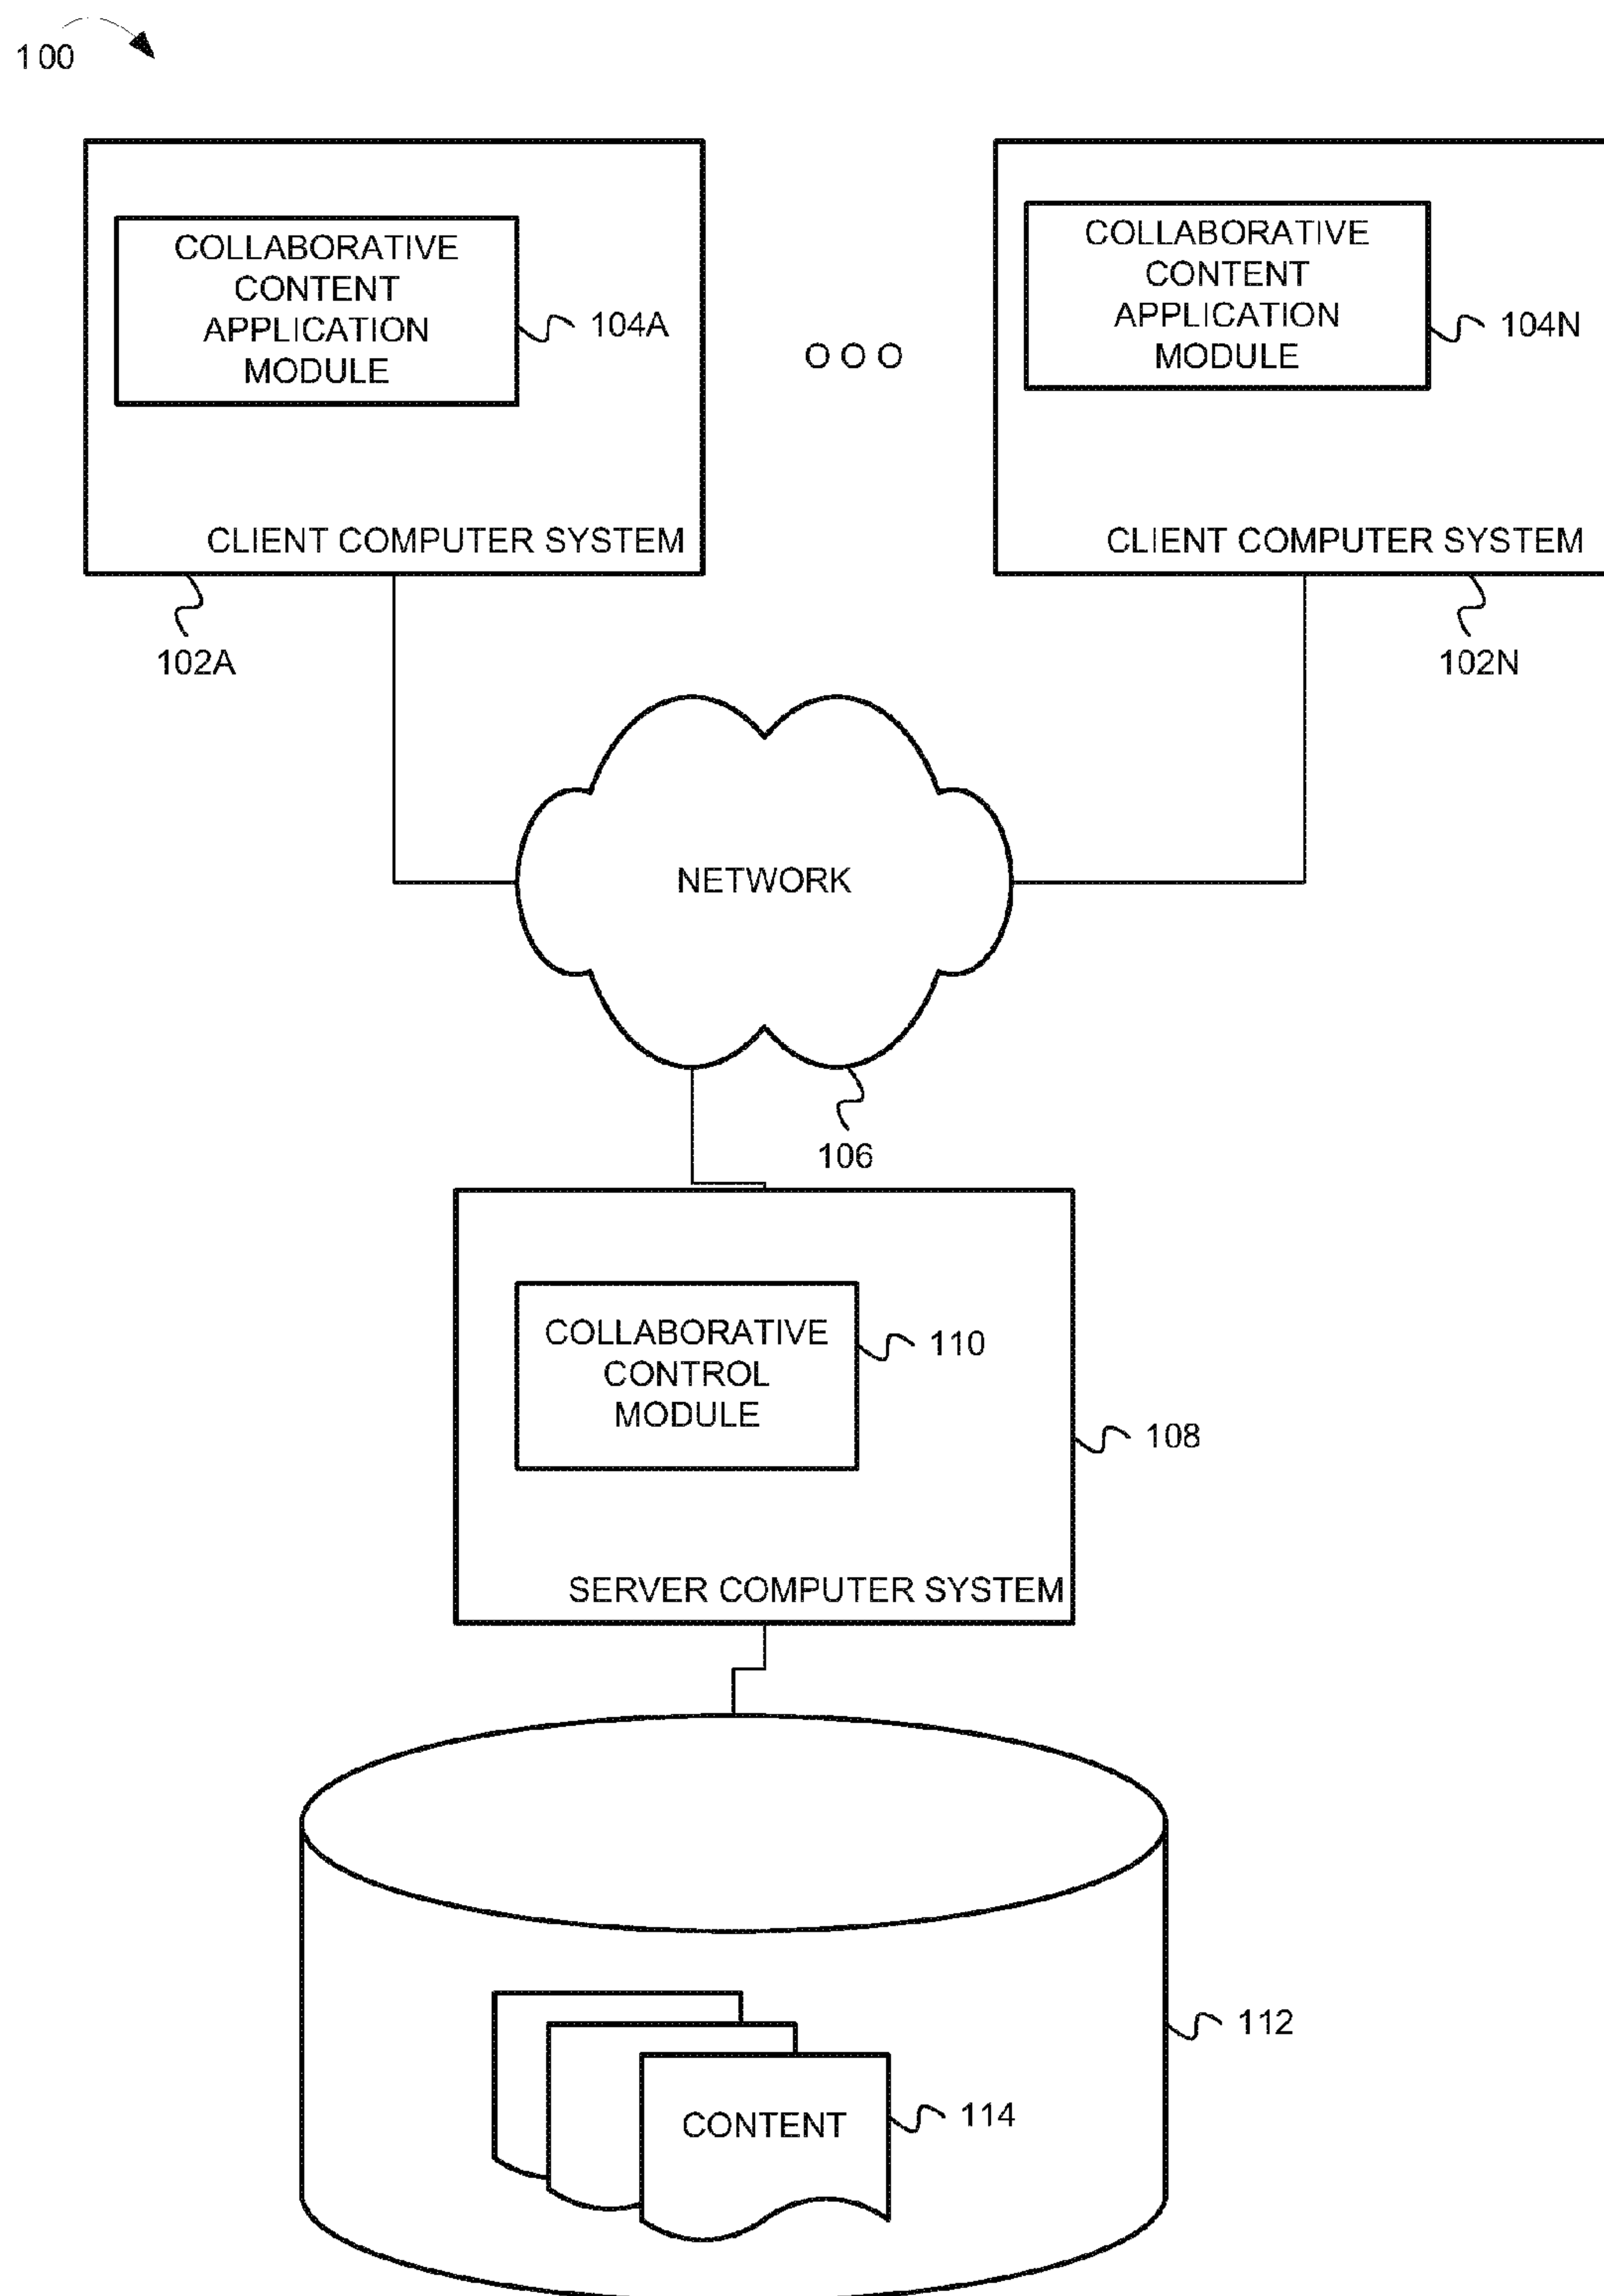 100
COLLABORATIVE
CONTENT
APPLICATION
MODULE
104A
CLIENT COMPUTER SYSTEM
102A
COLLABORATIVE
CONTENT
APPLICATION
MODULE
104N
CLIENT COMPUTER SYSTEM
102N
NETWORK
106
COLLABORATIVE
CONTROL
MODULE
110
108
SERVER COMPUTER SYSTEM
112
CONTENT
114